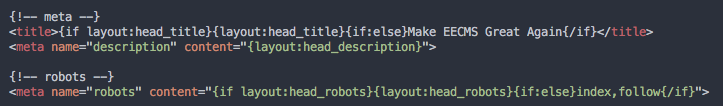 {!-- meta --}
<title>{if layout:head_title}{layout:head_title}{if:else}Make EECMS Great Again{/if}</title>
<meta name="description" content="{layout:head_description}">
{!-- robots --}
<meta name="robots" content="{if layout:head_robots}{layout:head_robots}{if:else}index,follow{/if}">